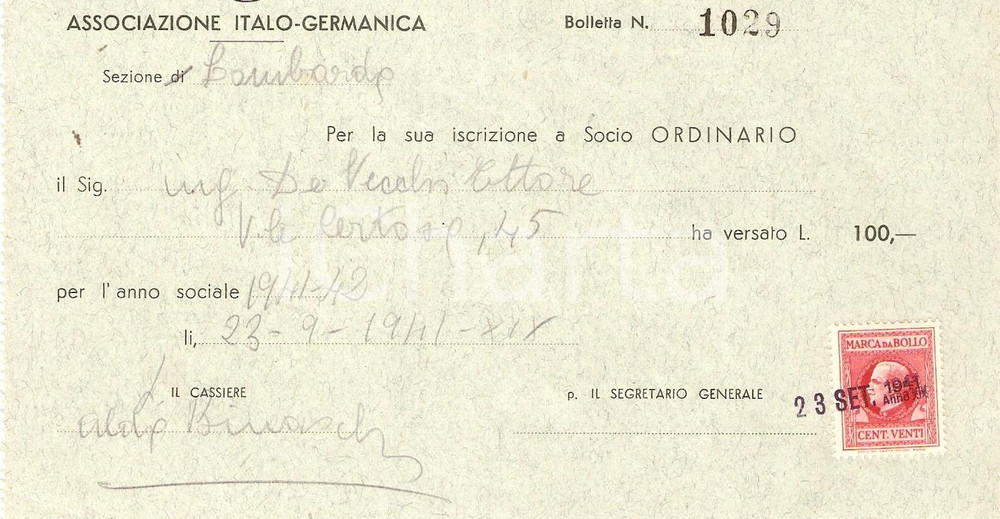 ASSOCIAZIONE ITALO-GERMANICA
Bolletta N. 1029
Sezione di Lombarda
Per la sua iscrizione a Socio ORDINARIO
il Sig. ing. De Vecchi Ettore
V.le Certosa, 45 ha versato L. 100,—
per l'anno sociale 1941-42
li, 23-9-1941-XIX
IL CASSIERE
p. IL SEGRETARIO GENERALE
Aldo
MARCA DA BOLLO
23 SET. 1941
Anno XIX
CENT. VENTI